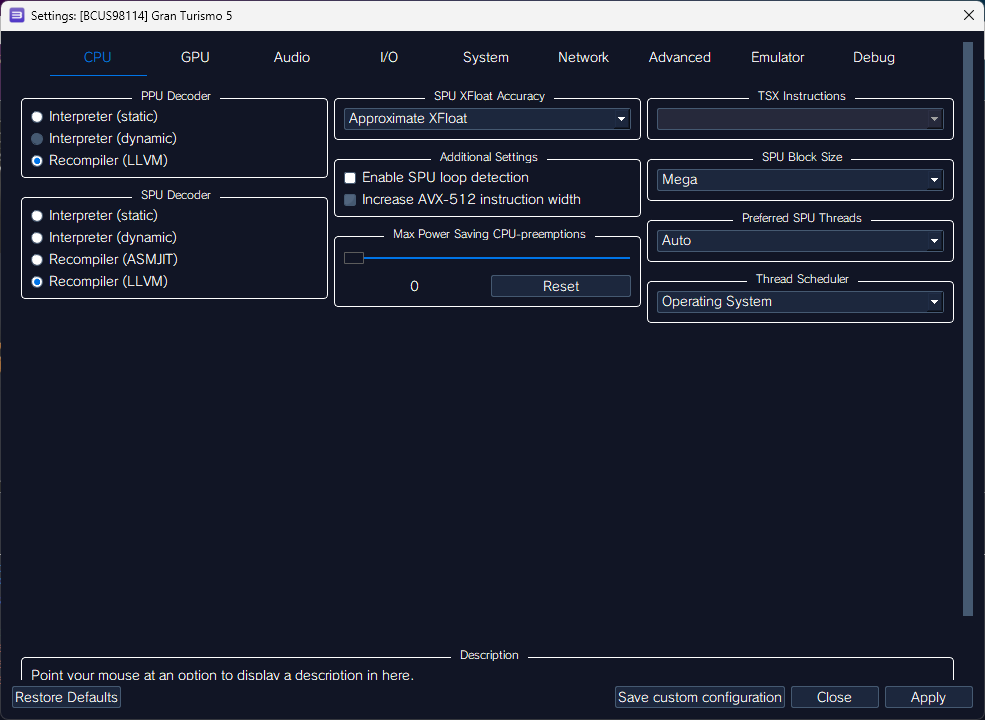 Settings: [BCUS98114] Gran Turismo 5
CPU GPU Audio I/O System Network Advanced Emulator Debug
PPU Decoder
Interpreter (static)
Interpreter (dynamic)
Recompiler (LLVM)
SPU Decoder
Interpreter (static)
Interpreter (dynamic)
Recompiler (ASMJIT)
Recompiler (LLVM)
SPU XFloat Accuracy
Approximate XFloat
Additional Settings
Enable SPU loop detection
Increase AVX-512 instruction width
Max Power Saving CPU-preemptions
0 Reset
TSX Instructions
SPU Block Size
Mega
Preferred SPU Threads
Auto
Thread Scheduler
Operating System
Description
Point your mouse at an option to display a description in here.
Restore Defaults Save custom configuration Close Apply